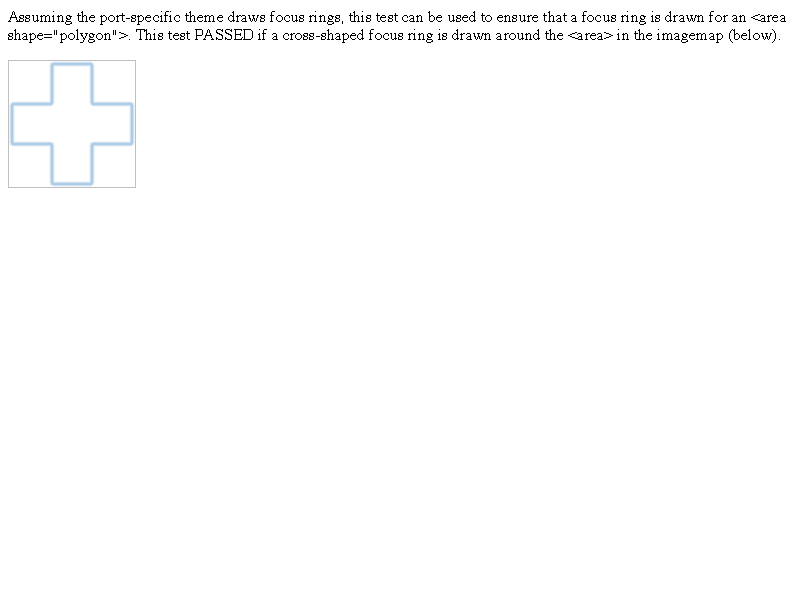 Assuming the port-specific theme draws focus rings, this test can be used to ensure that a focus ring is drawn for an <area
shape="polygon">. This test PASSED if a cross-shaped focus ring is drawn around the <area> in the imagemap (below).